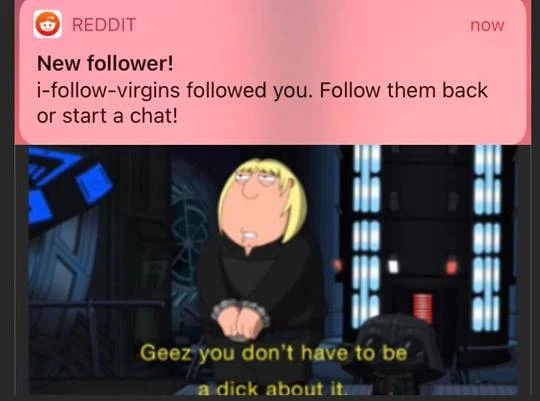 REDDIT
now
New follower!
i-follow-virgins followed you. Follow them back
or start a chat!
Geez you don't have to be
a dick about it.